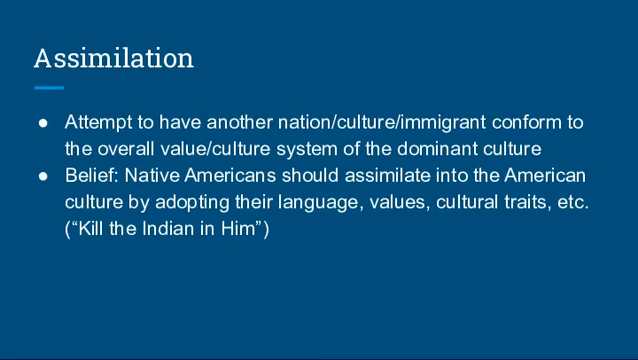 Assimilation
● Attempt to have another nation/culture/immigrant conform to
the overall value/culture system of the dominant culture
● Belief: Native Americans should assimilate into the American
culture by adopting their language, values, cultural traits, etc.
(“Kill the Indian in Him”)